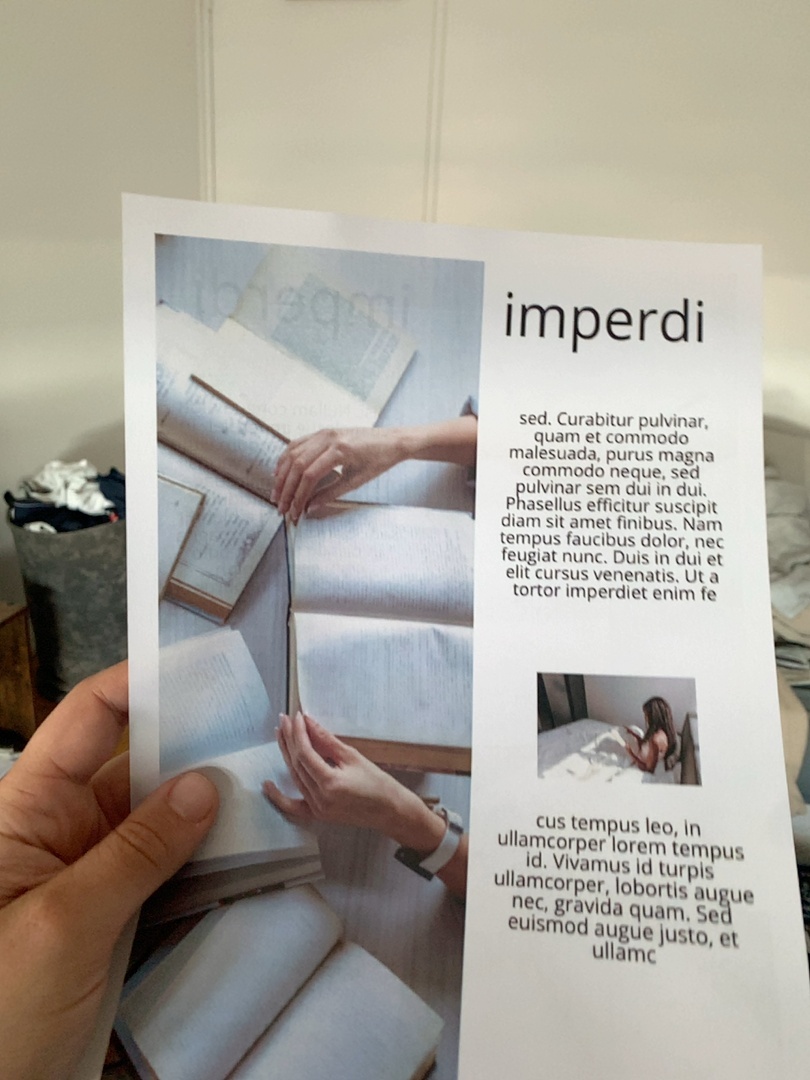 imperdi
sed. Curabitur pulvinar,
quam et commodo
malesuada, purus magna
commodo neque, sed
pulvinar sem dui in dui.
Phasellus efficitur suscipit
diam sit amet finibus. Nam
tempus faucibus dolor, nec
feugiat nunc. Duis in dui et
elit cursus venenatis. Ut a
tortor imperdiet enim fe
cus tempus leo, in
ullamcorper lorem tempus
id. Vivamus id turpis
ullamcorper, lobortis augue
nec, gravida quam. Sed
euismod augue justo, et
ullamc